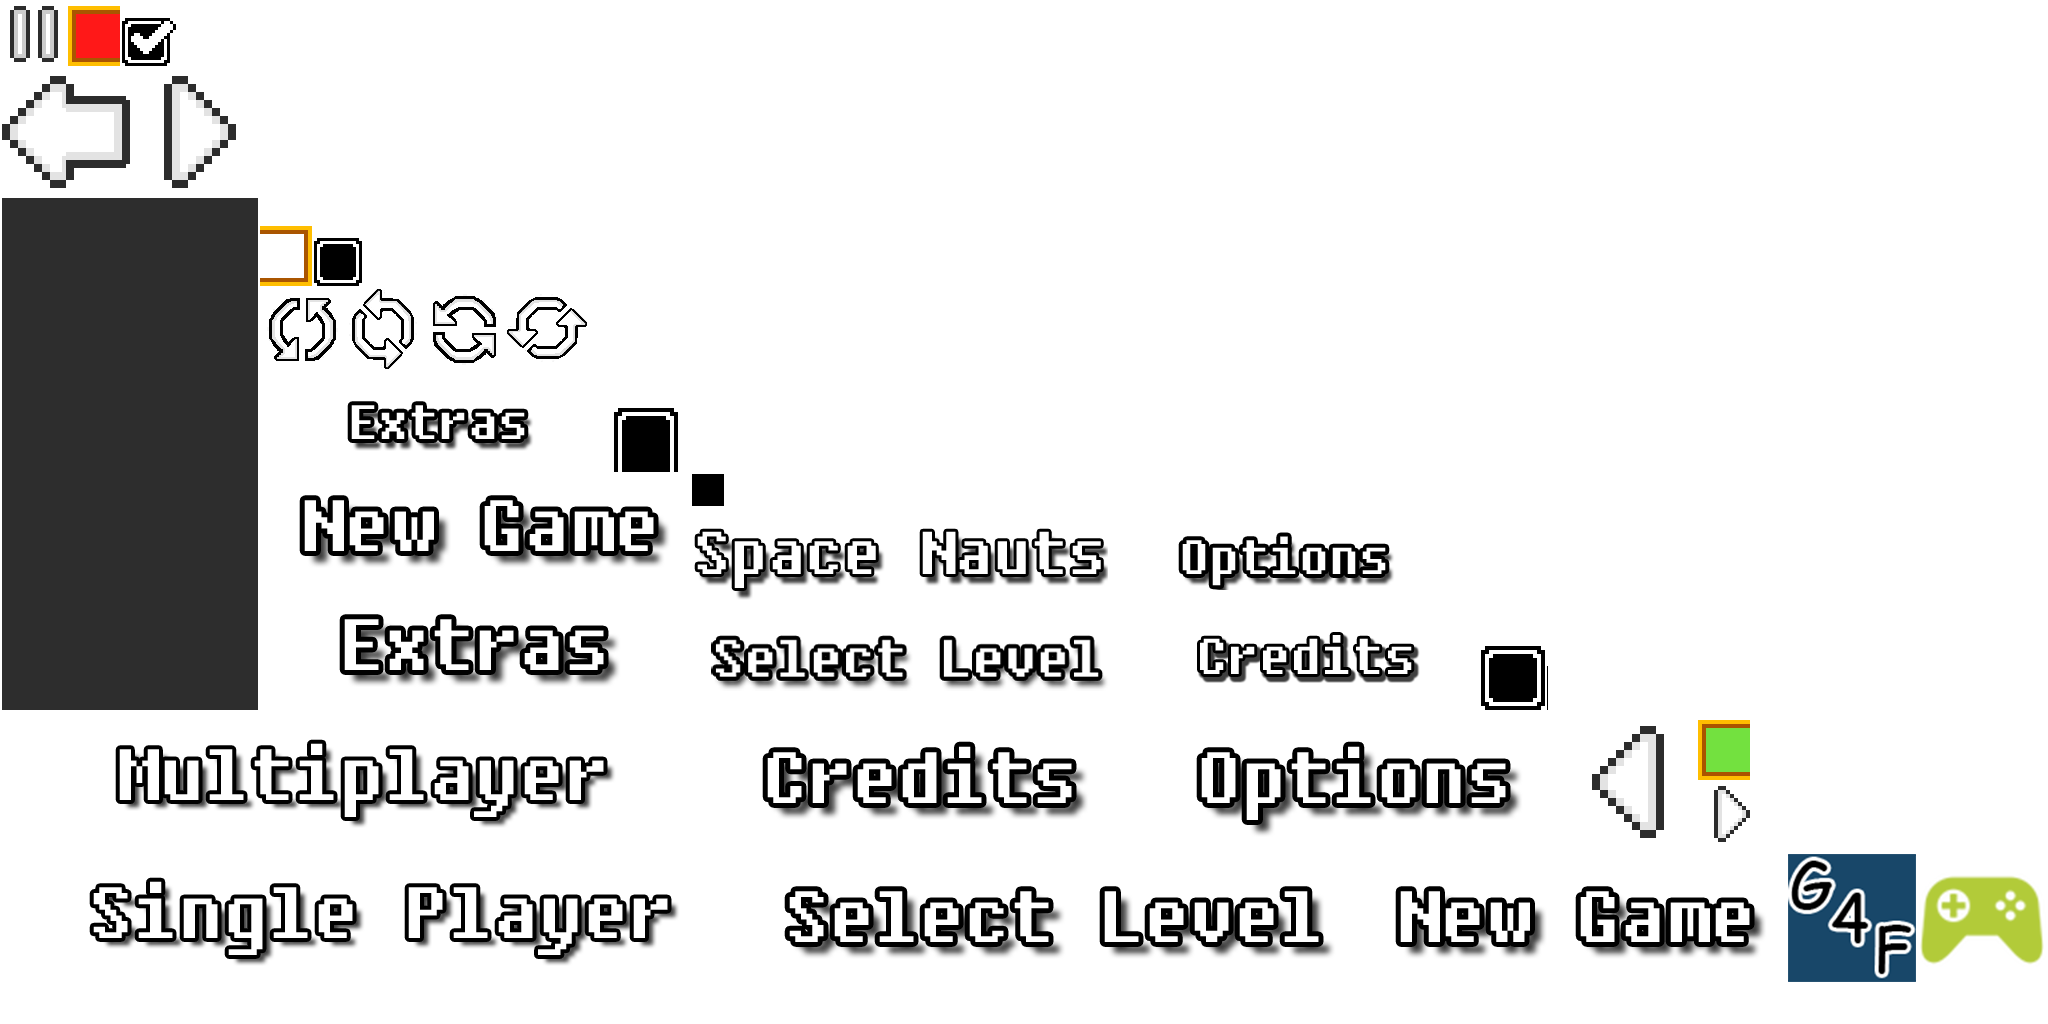 Extras
New Game
Space Nauts
Options
Extras
Select Level
Credits
Multiplayer
Credits
Options
Single Player
Select Level
New Game
G4F